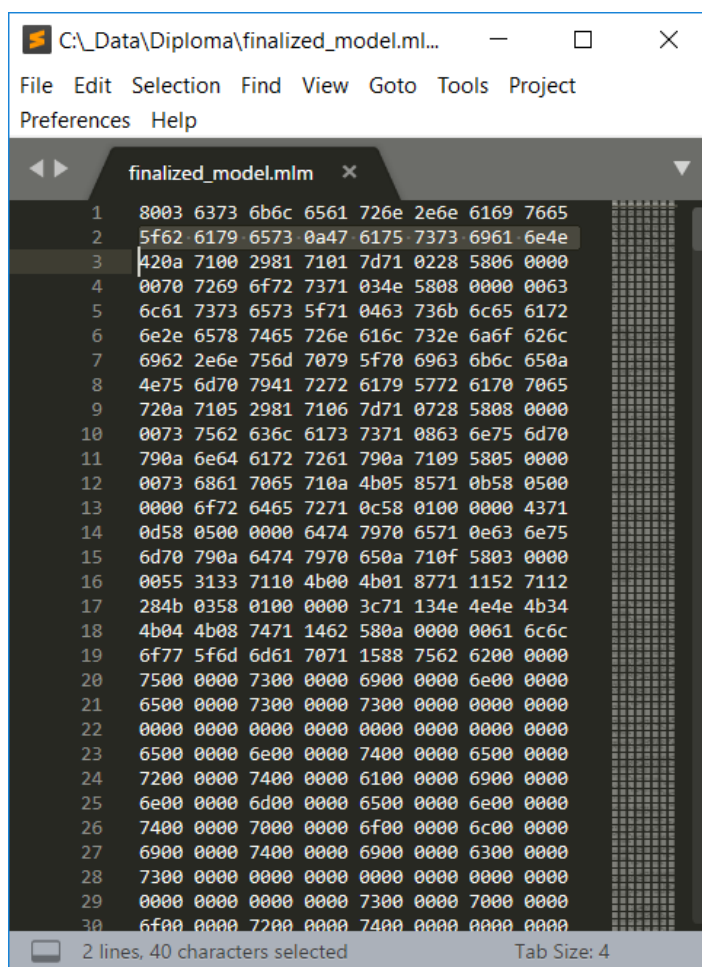 C:\_Data\Diploma\finalized_model.ml...
File Edit Selection Find View Goto Tools Project
Preferences Help
finalized_model.mlm
1 8003 6373 6b6c 6561 726e 2e6e 6169 7665
2 5f62 6179 6573 0a47 6175 7373 6961 6e4e
3 420a 7100 2981 7101 7d71 0228 5806 0000
4 0070 7269 6f72 7371 034e 5808 0000 0063
5 6c61 7373 6573 5f71 0463 736b 6c65 6172
6 6e2e 6578 7465 726e 616c 732e 6a6f 626c
7 6962 2e6e 756d 7079 5f70 6963 6b6c 650a
8 4e75 6d70 7941 7272 6179 5772 6170 7065
9 720a 7105 2981 7106 7d71 0728 5808 0000
10 0073 7562 636c 6173 7371 0863 6e75 6d70
11 790a 6e64 6172 7261 790a 7109 5805 0000
12 0073 6861 7065 710a 4b05 8571 0b58 0500
13 0000 6f72 6465 7271 0c58 0100 0000 4371
14 0d58 0500 0000 6474 7970 6571 0e63 6e75
15 6d70 790a 6474 7970 650a 710f 5803 0000
16 0055 3133 7110 4b00 4b01 8771 1152 7112
17 284b 0358 0100 0000 3c71 134e 4e4e 4b34
18 4b04 4b08 7471 1462 580a 0000 0061 6c6c
19 6f77 5f6d 6d61 7071 1588 7562 6200 0000
20 7500 0000 7300 0000 6900 0000 6e00 0000
21 6500 0000 7300 0000 7300 0000 0000 0000
22 0000 0000 0000 0000 0000 0000 0000 0000
23 6500 0000 6e00 0000 7400 0000 6500 0000
24 7200 0000 7400 0000 6100 0000 6900 0000
25 6e00 0000 6d00 0000 6500 0000 6e00 0000
26 7400 0000 7000 0000 6f00 0000 6c00 0000
27 6900 0000 7400 0000 6900 0000 6300 0000
28 7300 0000 0000 0000 0000 0000 0000 0000
29 0000 0000 0000 0000 7300 0000 7000 0000
30 6f00 0000 7200 0000 7400 0000 0000 0000
2 lines, 40 characters selected Tab Size: 4